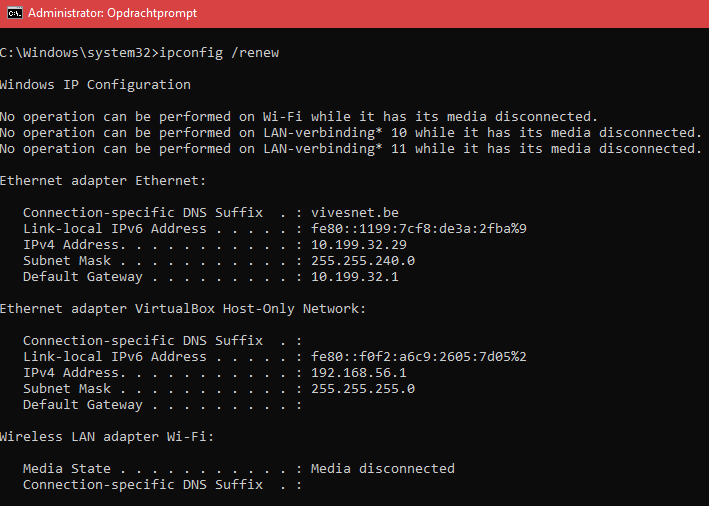 Administrator: Opdrachtprompt
C:\Windows\system32>ipconfig /renew
Windows IP Configuration
No operation can be performed on Wi-Fi while it has its media disconnected.
No operation can be performed on LAN-verbinding* 10 while it has its media disconnected.
No operation can be performed on LAN-verbinding* 11 while it has its media disconnected.
Ethernet adapter Ethernet:
   Connection-specific DNS Suffix  . : vivesnet.be
   Link-local IPv6 Address . . . . . : fe80::1199:7cf8:de3a:2fba%9
   IPv4 Address. . . . . . . . . . . : 10.199.32.29
   Subnet Mask . . . . . . . . . . . : 255.255.240.0
   Default Gateway . . . . . . . . . : 10.199.32.1
Ethernet adapter VirtualBox Host-Only Network:
   Connection-specific DNS Suffix  . :
   Link-local IPv6 Address . . . . . : fe80::f0f2:a6c9:2605:7d05%2
   IPv4 Address. . . . . . . . . . . : 192.168.56.1
   Subnet Mask . . . . . . . . . . . : 255.255.255.0
   Default Gateway . . . . . . . . . :
Wireless LAN adapter Wi-Fi:
   Media State . . . . . . . . . . . : Media disconnected
   Connection-specific DNS Suffix  . :